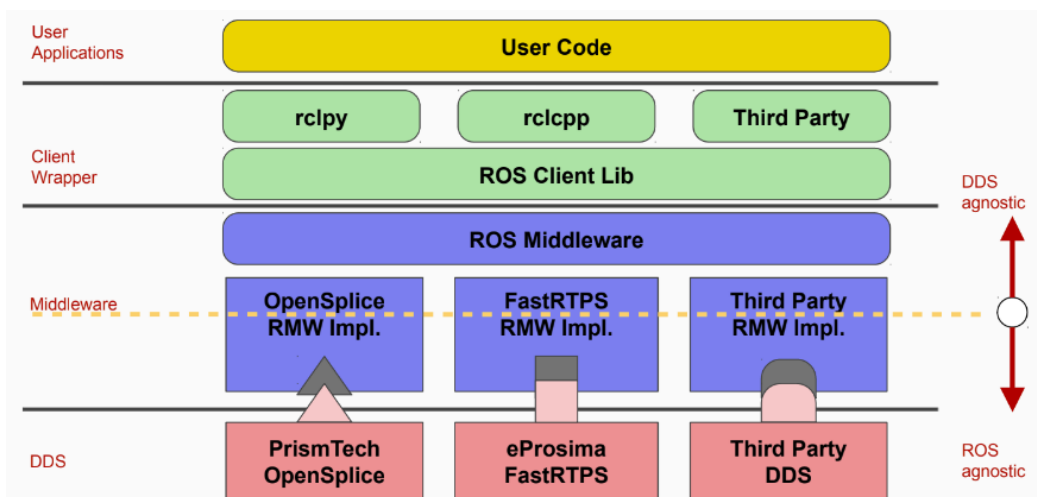 User
Applications
User Code
rclpy
rclcpp
Third Party
Client
Wrapper
ROS Client Lib
DDS
agnostic
ROS Middleware
Middleware
OpenSplice
RMW Impl.
FastRTPS
RMW Impl.
Third Party
RMW Impl.
DDS
PrismTech
OpenSplice
eProsima
FastRTPS
Third Party
DDS
ROS
agnostic